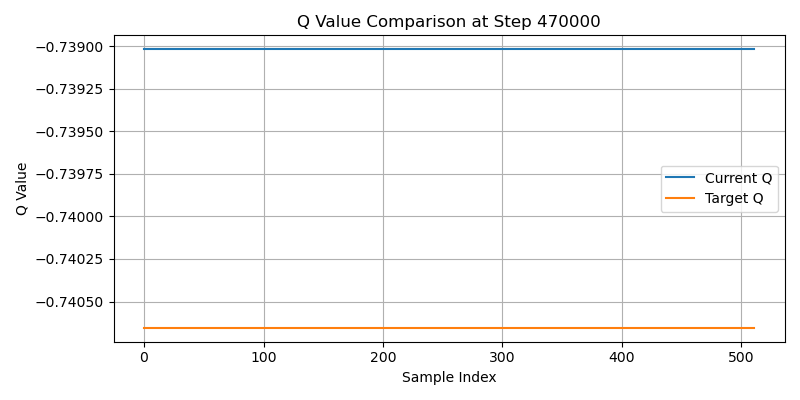 Q Value Comparison at Step 470000
Q Value
−0.73900
−0.73925
−0.73950
−0.73975
−0.74000
−0.74025
−0.74050
Current Q
Target Q
0 100 200 300 400 500
Sample Index